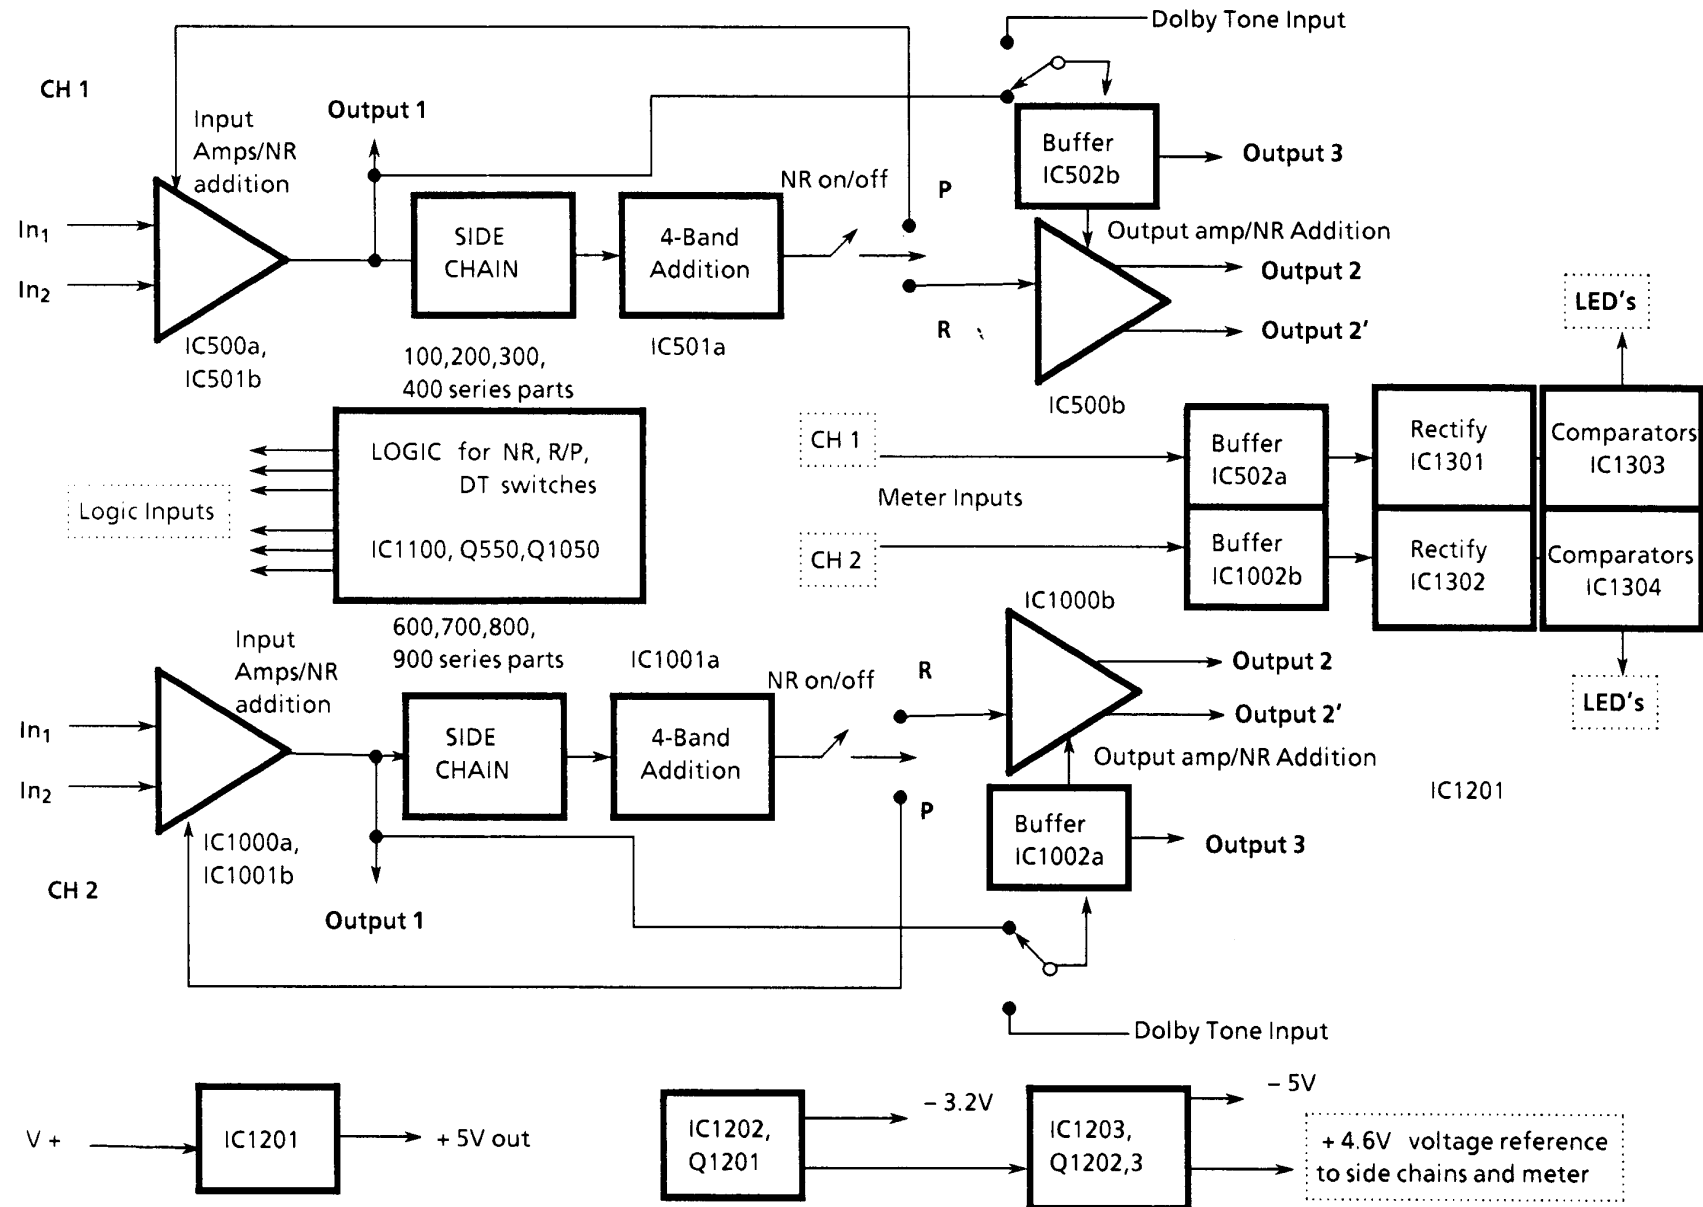 Dolby Tone Input
CH 1
Output 1
Input
Amps/NR
addition
Buffer
IC502b
Output 3
NR on/off
P
In1
In2
SIDE
CHAIN
4-Band
Addition
Output amp/NR Addition
Output 2
Output 2'
LED's
R
IC500a,
IC501b
100,200,300,
400 series parts
IC501a
IC500b
LOGIC for NR, R/P,
DT switches
IC1100, Q550,Q1050
Logic Inputs
CH 1
Meter Inputs
CH 2
Buffer
IC502a
Rectify
IC1301
Comparators
IC1303
Buffer
IC1002b
Rectify
IC1302
Comparators
IC1304
LED's
600,700,800,
900 series parts
Input
Amps/NR
addition
IC1001a
NR on/off
R
IC1000b
Output 2
Output 2'
In1
In2
SIDE
CHAIN
4-Band
Addition
Output amp/NR Addition
IC1201
P
IC1000a,
IC1001b
CH 2
Output 1
Buffer
IC1002a
Output 3
Dolby Tone Input
V +
IC1201
+ 5V out
IC1202,
Q1201
– 3.2V
IC1203,
Q1202,3
– 5V
+ 4.6V voltage reference
to side chains and meter